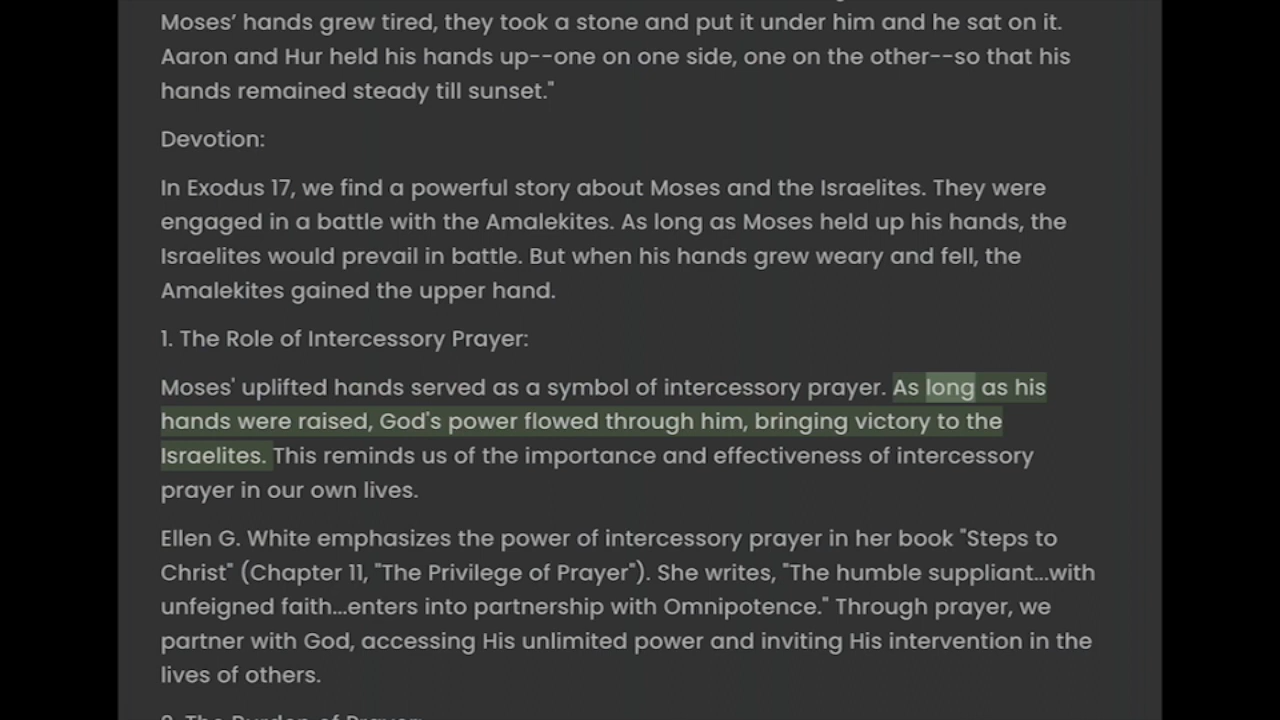 Moses’ hands grew tired, they took a stone and put it under him and he sat on it.
Aaron and Hur held his hands up--one on one side, one on the other--so that his
hands remained steady till sunset."
Devotion:
In Exodus 17, we find a powerful story about Moses and the Israelites. They were
engaged in a battle with the Amalekites. As long as Moses held up his hands, the
Israelites would prevail in battle. But when his hands grew weary and fell, the
Amalekites gained the upper hand.
1. The Role of Intercessory Prayer:
Moses' uplifted hands served as a symbol of intercessory prayer. As long as his
hands were raised, God's power flowed through him, bringing victory to the
Israelites. This reminds us of the importance and effectiveness of intercessory
prayer in our own lives.
Ellen G. White emphasizes the power of intercessory prayer in her book "Steps to
Christ" (Chapter 11, "The Privilege of Prayer"). She writes, "The humble suppliant...with
unfeigned faith...enters into partnership with Omnipotence." Through prayer, we
partner with God, accessing His unlimited power and inviting His intervention in the
lives of others.
2. The Burden of Prayer: